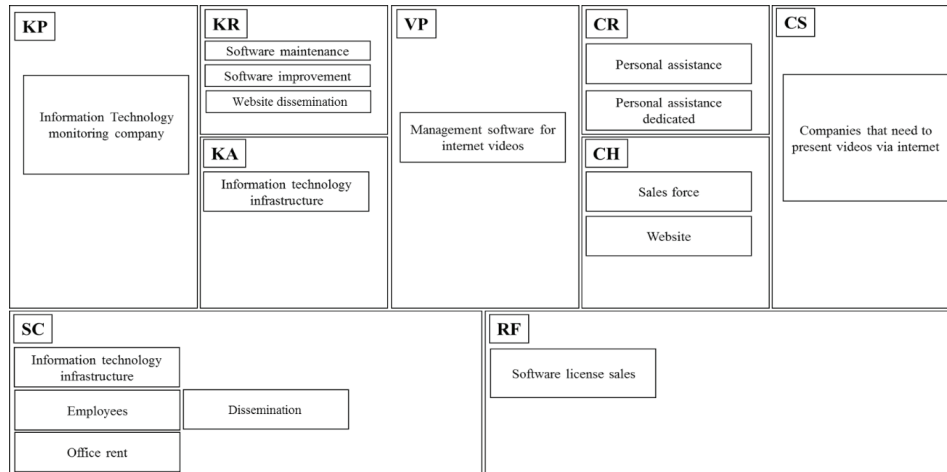 KP
Information Technology
monitoring company
KR
Software maintenance
Software improvement
Website dissemination
KA
Information technology
infrastructure
VP
Management software for
internet videos
CR
Personal assistance
Personal assistance
dedicated
CH
Sales force
Website
CS
Companies that need to
present videos via internet
SC
Information technology
infrastructure
Employees
Dissemination
Office rent
RF
Software license sales